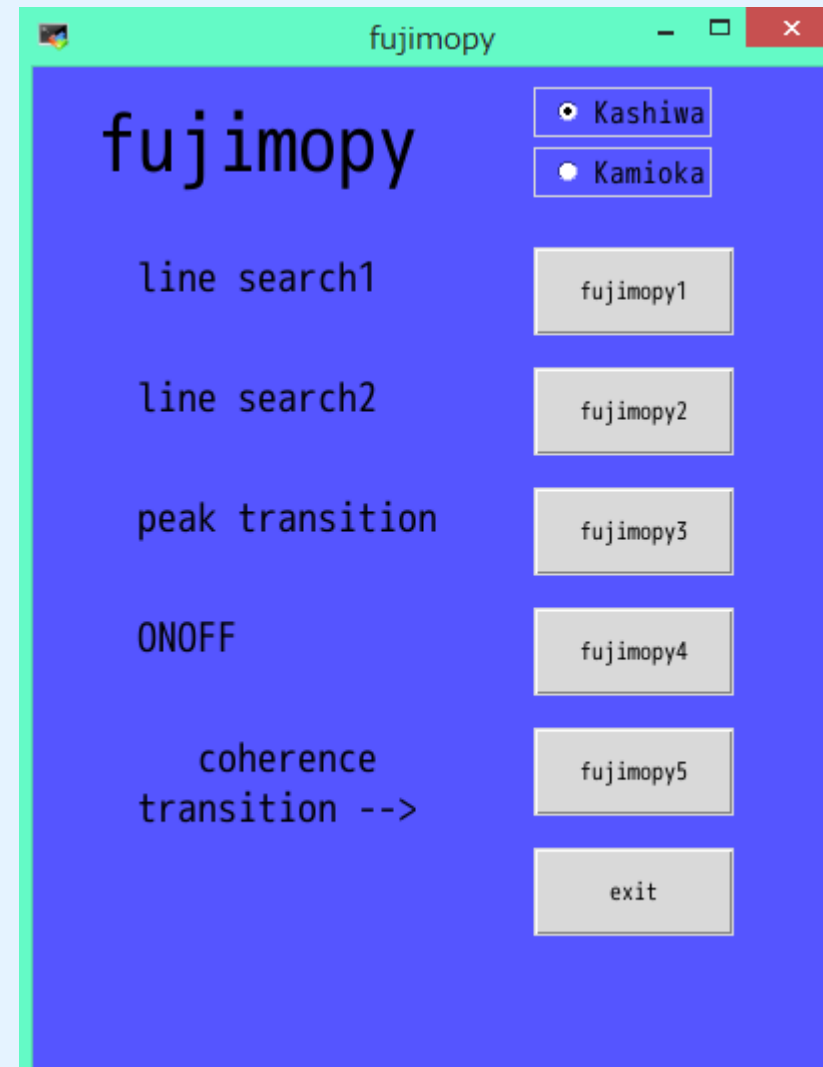 fujimopy
fujimopy
Kashiwa
Kamioka
line search1
fujimopy1
line search2
fujimopy2
peak transition
fujimopy3
ONOFF
fujimopy4
coherence
transition -->
fujimopy5
exit